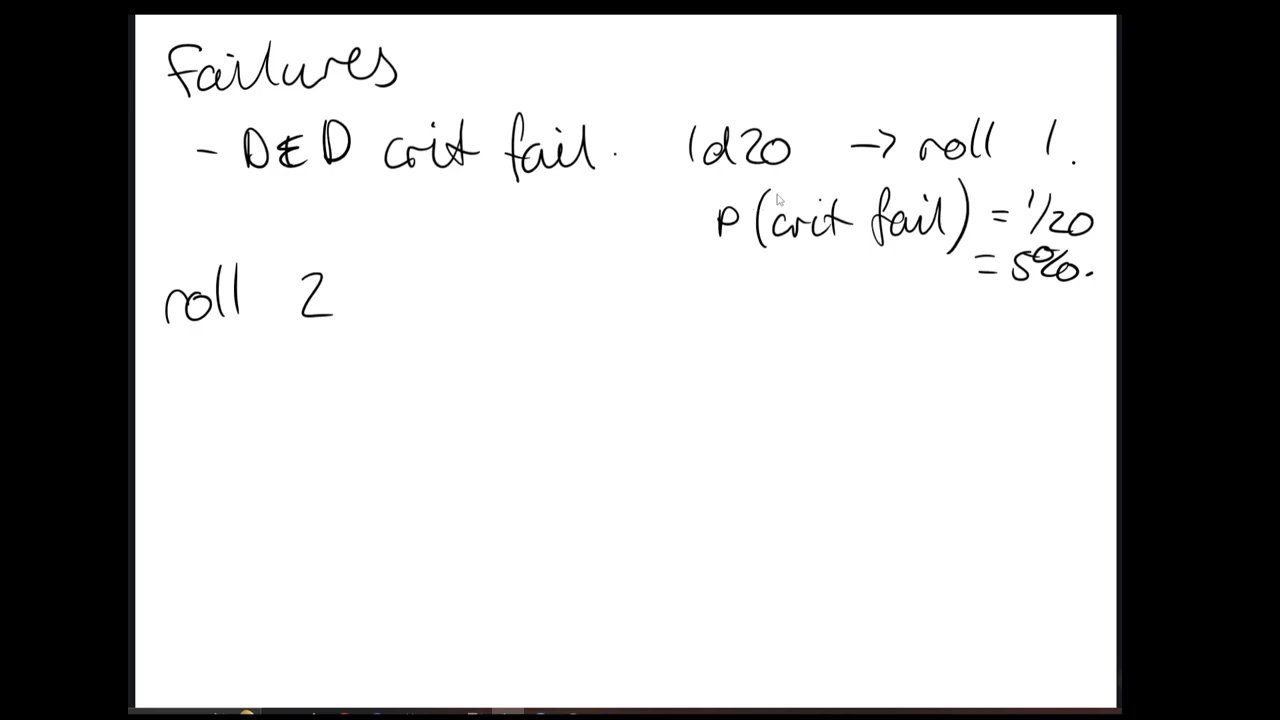 Failures
- D&D crit fail. 1d20 → roll 1.
P(crit fail) = 1/20
= 5%.
roll 2